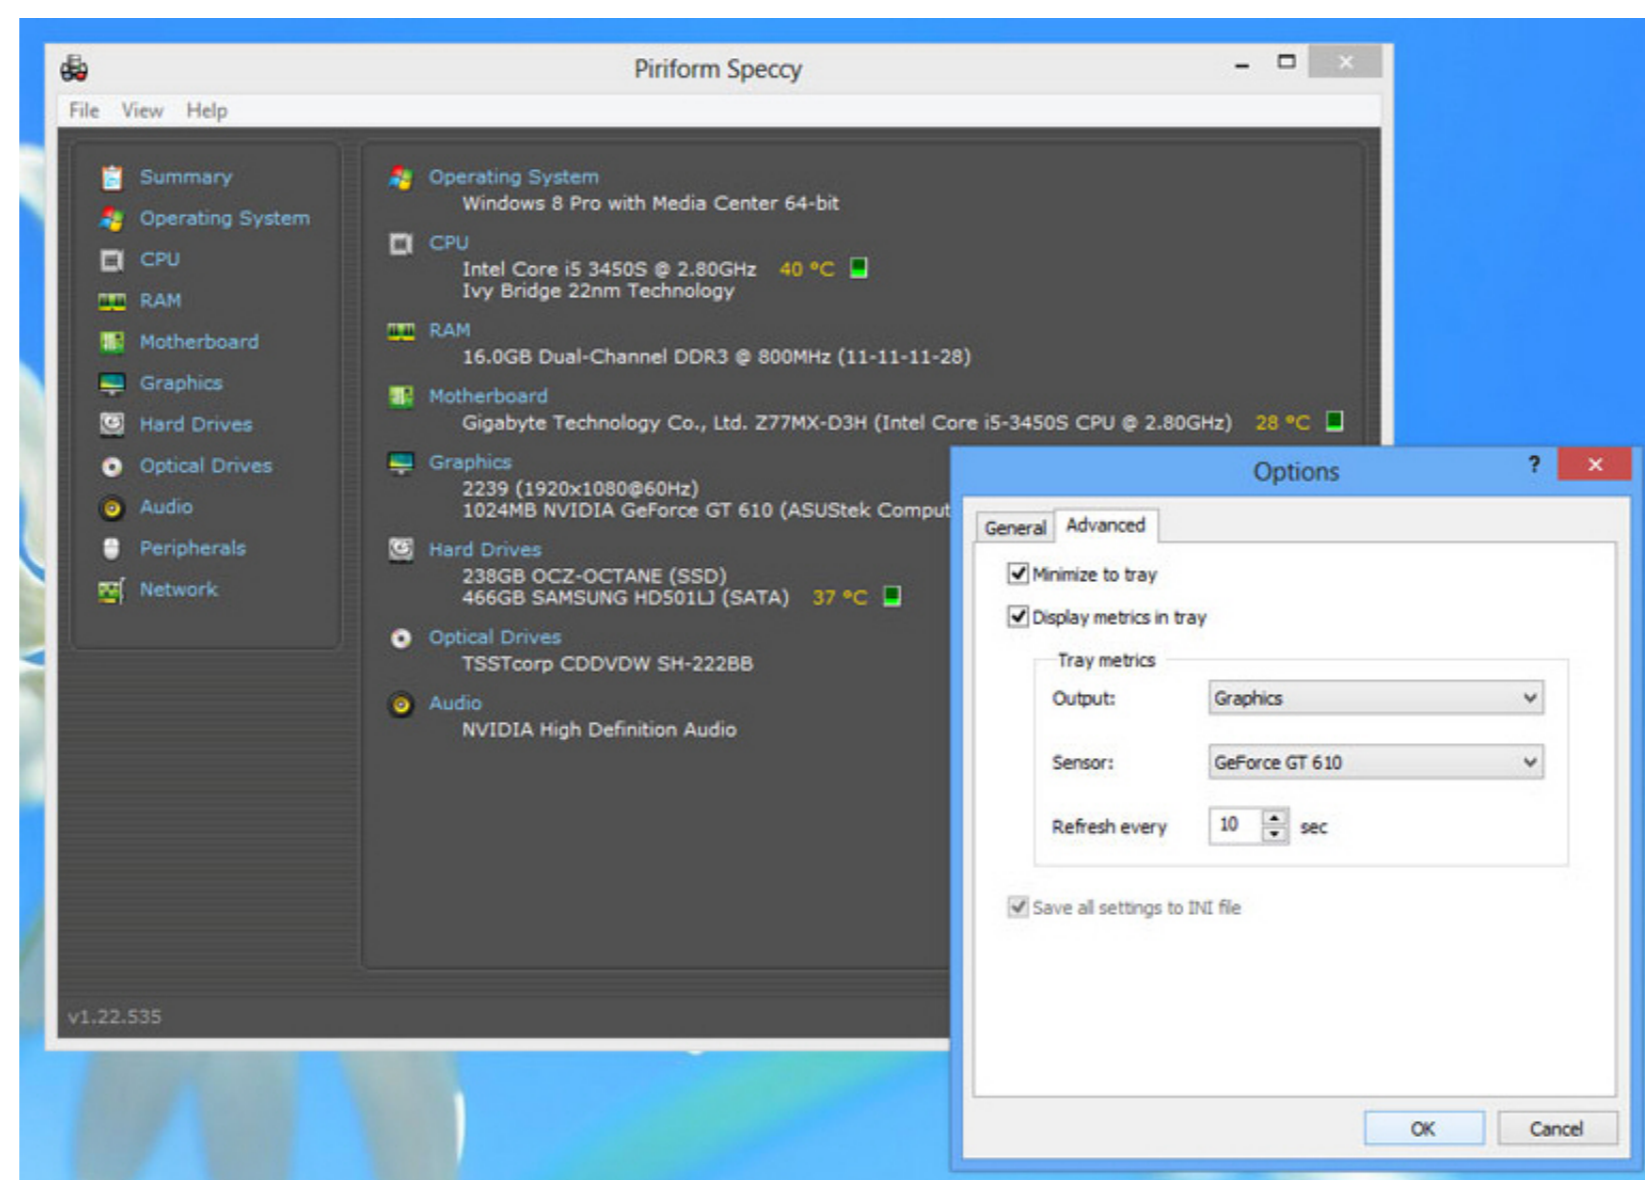 Piriform Speccy
File View Help
Summary
Operating System
CPU
RAM
Motherboard
Graphics
Hard Drives
Optical Drives
Audio
Peripherals
Network
Operating System
Windows 8 Pro with Media Center 64-bit
CPU
Intel Core i5 3450S @ 2.80GHz 40 °C
Ivy Bridge 22nm Technology
RAM
16.0GB Dual-Channel DDR3 @ 800MHz (11-11-11-28)
Motherboard
Gigabyte Technology Co., Ltd. Z77MX-D3H (Intel Core i5-3450S CPU @ 2.80GHz) 28 °C
Graphics
2239 (1920x1080@60Hz)
1024MB NVIDIA GeForce GT 610 (ASUStek Comput
Hard Drives
238GB OCZ-OCTANE (SSD)
466GB SAMSUNG HD501LJ (SATA) 37 °C
Optical Drives
TSSTcorp CDDVDW SH-222BB
Audio
NVIDIA High Definition Audio
v1.22.535
Options
?
General Advanced
Minimize to tray
Display metrics in tray
Tray metrics
Output: Graphics
Sensor: GeForce GT 610
Refresh every 10 sec
Save all settings to INI file
OK Cancel